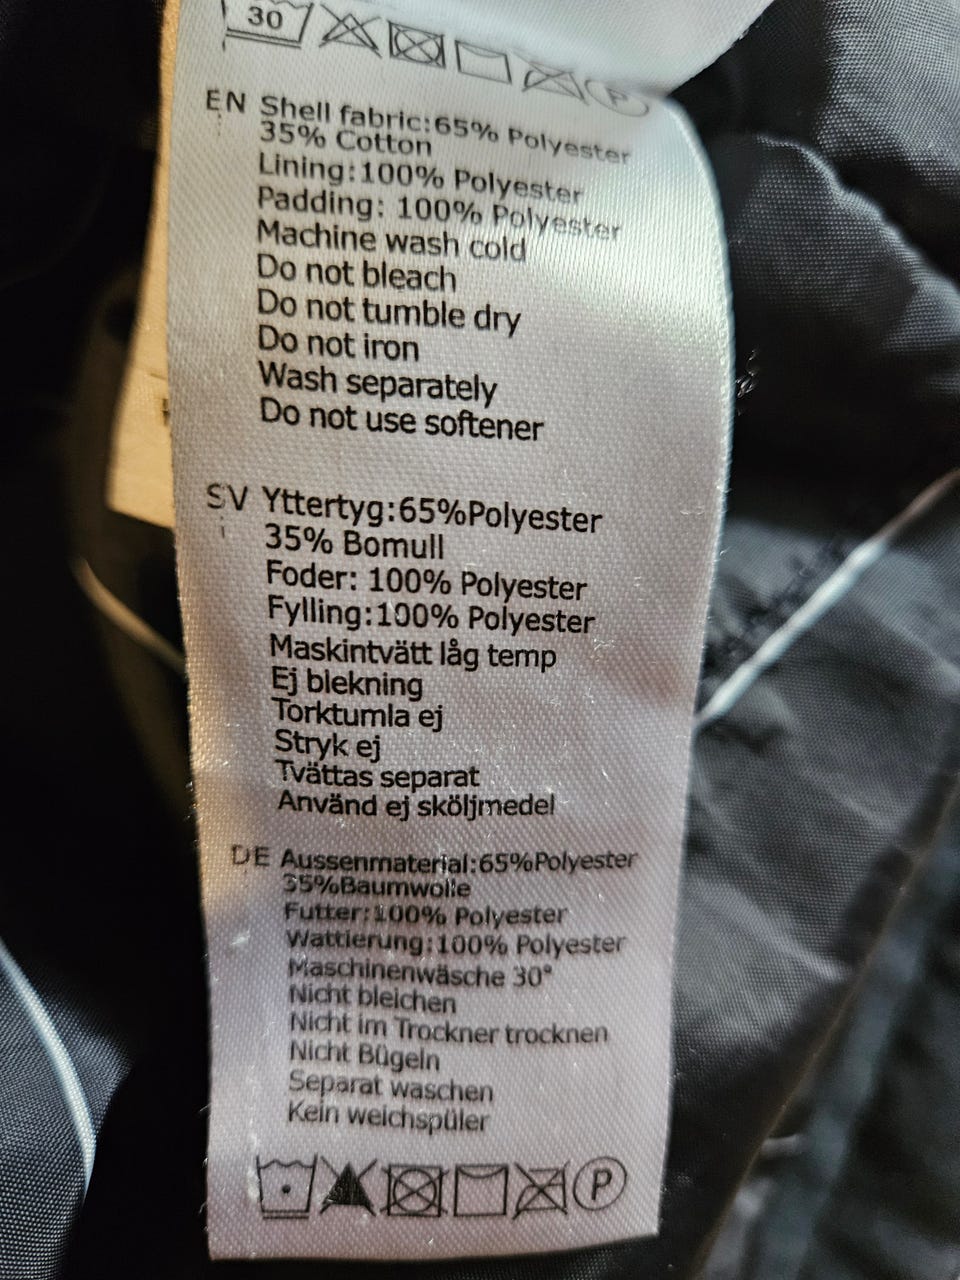 30
P
EN Shell fabric:65% Polyester
35% Cotton
Lining:100% Polyester
Padding: 100% Polyester
Machine wash cold
Do not bleach
Do not tumble dry
Do not iron
Wash separately
Do not use softener
SV Yttertyg:65%Polyester
35% Bomull
Foder: 100% Polyester
Fylling:100% Polyester
Maskintvätt låg temp
Ej blekning
Torktumla ej
Stryk ej
Tvättas separat
Använd ej sköljmedel
DE Aussenmaterial:65%Polyester
35%Baumwolle
Futter:100% Polyester
Wattierung:100% Polyester
Maschinenwäsche 30°
Nicht bleichen
Nicht im Trockner trocknen
Nicht Bügeln
Separat waschen
Kein weichspüler
P